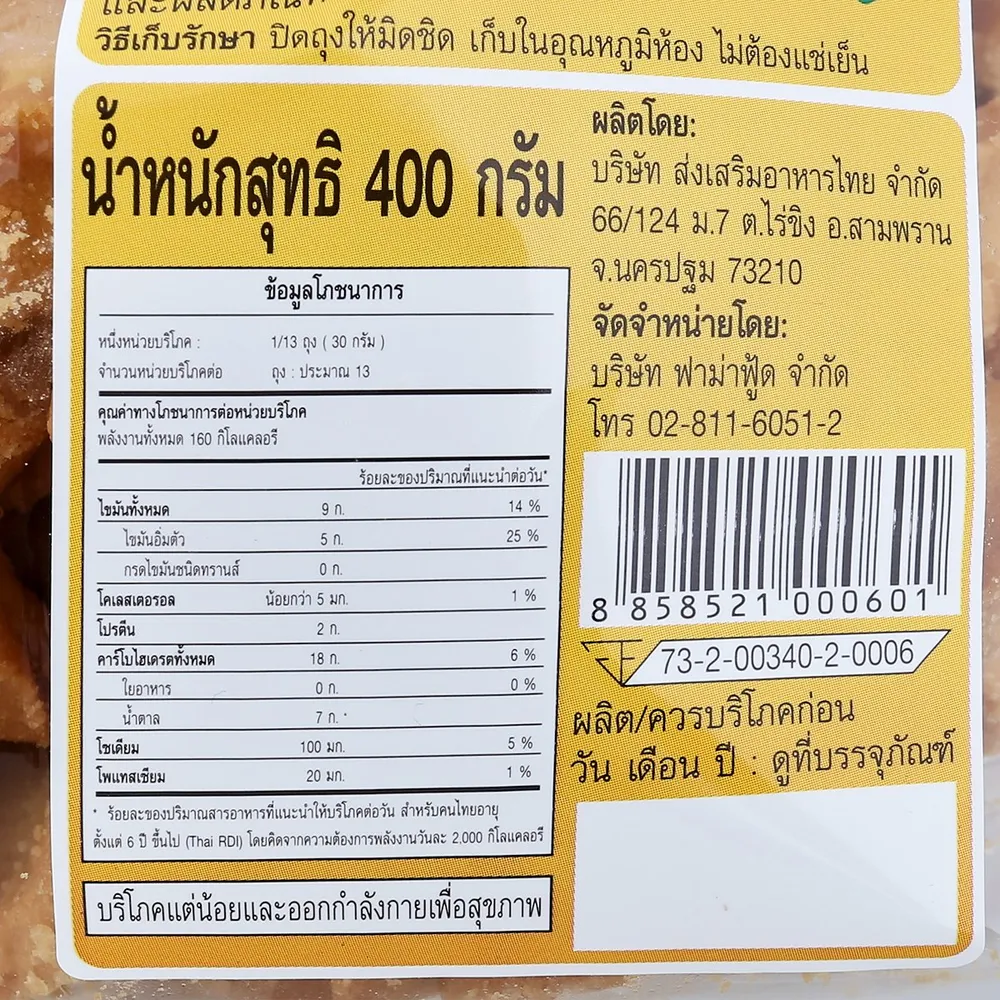 วิธีเก็บรักษา ปิดถุงให้มิดชิด เก็บในอุณหภูมิห้อง ไม่ต้องแช่เย็น
น้ำหนักสุทธิ 400 กรัม
ข้อมูลโภชนาการ
หนึ่งหน่วยบริโภค : 1/13 ถุง ( 30 กรัม )
จำนวนหน่วยบริโภคต่อ ถุง : ประมาณ 13
คุณค่าทางโภชนาการต่อหน่วยบริโภค
พลังงานทั้งหมด 160 กิโลแคลอรี
ร้อยละของปริมาณที่แนะนำต่อวัน*
ไขมันทั้งหมด 9 ก. 14 %
ไขมันอิ่มตัว 5 ก. 25 %
กรดไขมันชนิดทรานส์ 0 ก.
โคเลสเตอรอล น้อยกว่า 5 มก. 1 %
โปรตีน 2 ก.
คาร์โบไฮเดรตทั้งหมด 18 ก. 6 %
ใยอาหาร 0 ก. 0 %
น้ำตาล 7 ก.
โซเดียม 100 มก. 5 %
โพแทสเซียม 20 มก. 1 %
* ร้อยละของปริมาณสารอาหารที่แนะนำให้บริโภคต่อวัน สำหรับคนไทยอายุ
ตั้งแต่ 6 ปี ขึ้นไป (Thai RDI) โดยคิดจากความต้องการพลังงานวันละ 2,000 กิโลแคลอรี
บริโภคแต่น้อยและออกกำลังกายเพื่อสุขภาพ
ผลิตโดย:
บริษัท ส่งเสริมอาหารไทย จำกัด
66/124 ม.7 ต.ไร่ขิง อ.สามพราน
จ.นครปฐม 73210
จัดจำหน่ายโดย:
บริษัท ฟาม่าฟู้ด จำกัด
โทร 02-811-6051-2
8 858521 000601
73-2-00340-2-0006
ผลิต/ควรบริโภคก่อน
วัน เดือน ปี : ดูที่บรรจุภัณฑ์